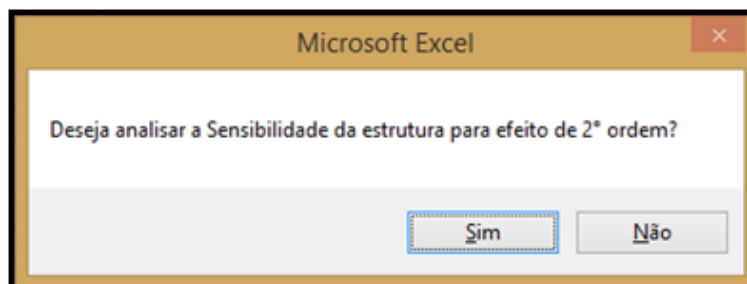 Microsoft Excel
Deseja analisar a Sensibilidade da estrutura para efeito de 2° ordem?
Sim
Não